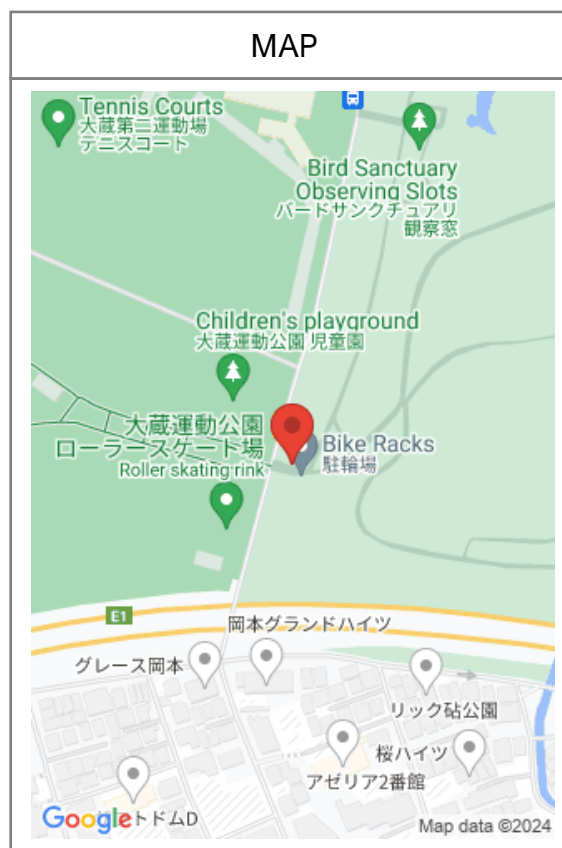 MAP
Tennis Courts
大蔵第二運動場
テニスコート
Bird Sanctuary
Observing Slots
バードサンクチュアリ
観察窓
Children's playground
大蔵運動公園 児童園
大蔵運動公園
ローラースケート場
Roller skating rink
Bike Racks
駐輪場
E1
岡本グランドハイツ
グレース岡本
リック砧公園
桜ハイツ
アゼリア2番館
トドムD
Google
Map data ©2024